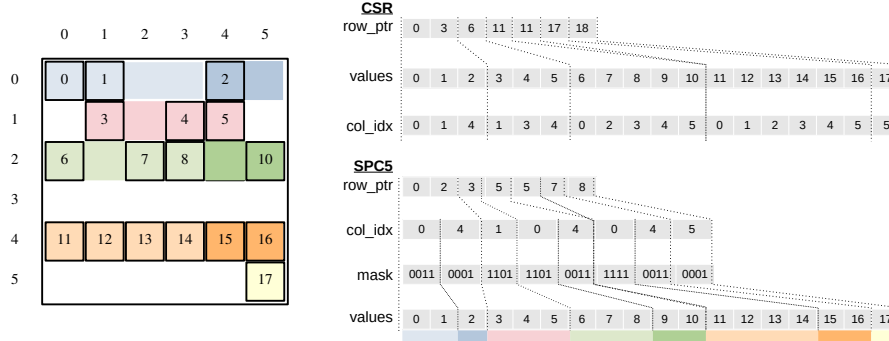 0 1 2 3 4 5
0 0 1 2
1 3 4 5
2 6 7 8 10
3
4 11 12 13 14 15 16
5 17
CSR
row_ptr 0 3 6 11 11 17 18
values 0 1 2 3 4 5 6 7 8 9 10 11 12 13 14 15 16 17
col_idx 0 1 4 1 3 4 0 2 3 4 5 0 1 2 3 4 5 5
SPC5
row_ptr 0 2 3 5 5 7 8
col_idx 0 4 1 0 4 0 4 5
mask 0011 0001 1101 1101 0011 1111 0011 0001
values 0 1 2 3 4 5 6 7 8 9 10 11 12 13 14 15 16 17